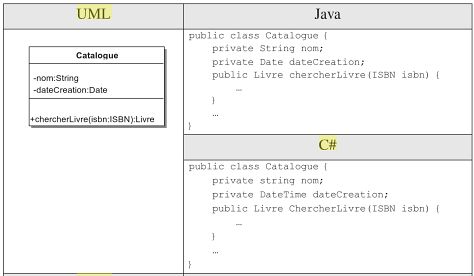 UML
Catalogue
-nom:String
-dateCreation:Date
+chercherLivre(isbn:ISBN):Livre
Java
public class Catalogue {
private String nom;
private Date dateCreation;
public Livre chercherLivre(ISBN isbn) {
…
}
…
}
C#
public class Catalogue {
private string nom;
private DateTime dateCreation;
public Livre ChercherLivre(ISBN isbn) {
…
}
…
}